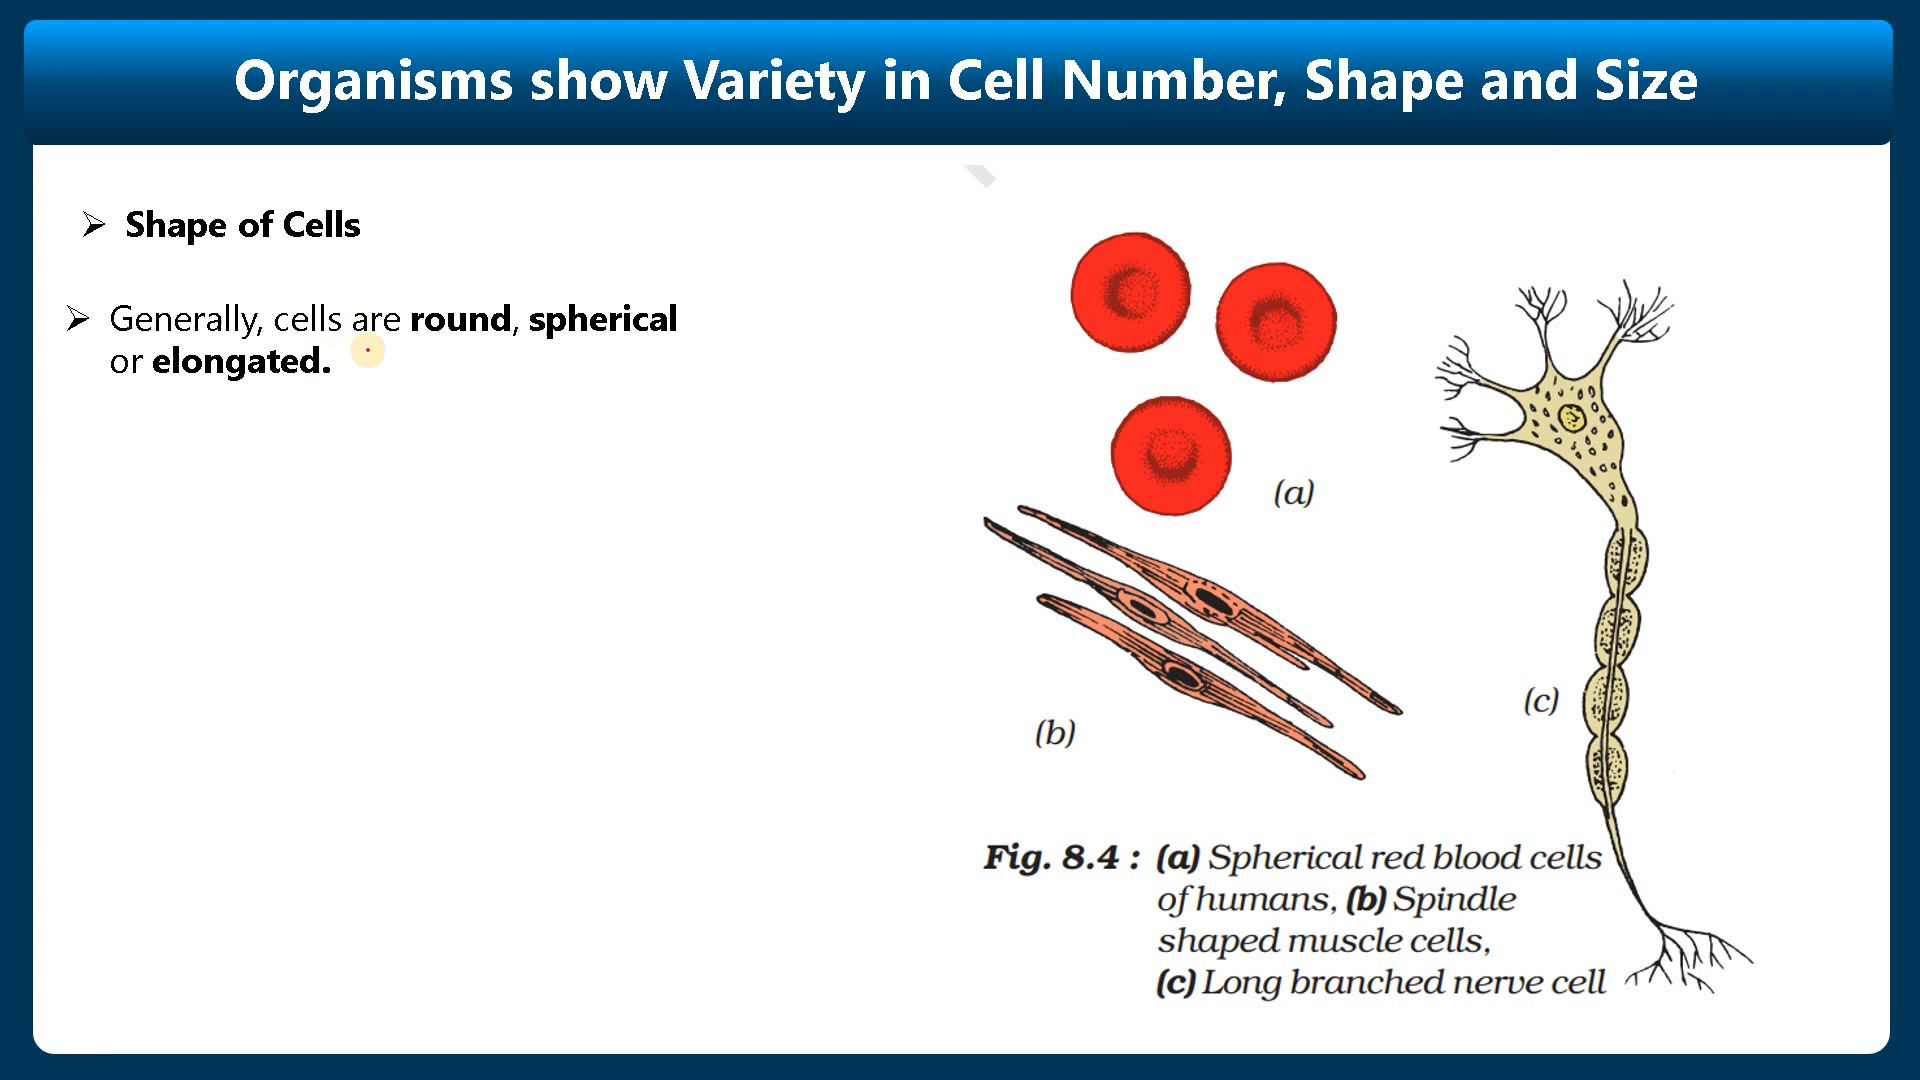 Organisms show Variety in Cell Number, Shape and Size
Shape of Cells
Generally, cells are round, spherical
or elongated.
(a)
(b)
(c)
Fig. 8.4 : (a) Spherical red blood cells
of humans, (b) Spindle
shaped muscle cells,
(c) Long branched nerve cell